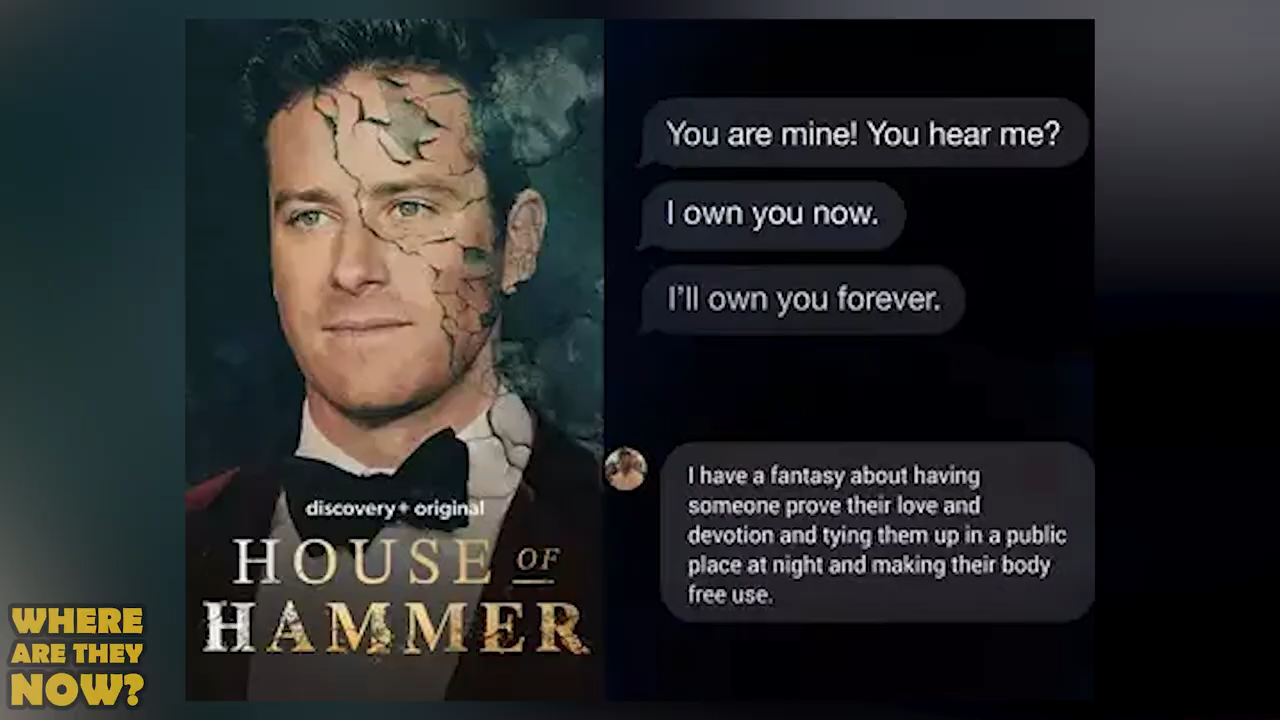 discovery+ original
HOUSE OF
HAMMER
You are mine! You hear me?
I own you now.
I'll own you forever.
I have a fantasy about having
someone prove their love and
devotion and tying them up in a public
place at night and making their body
free use.
WHERE
ARE THEY
NOW?